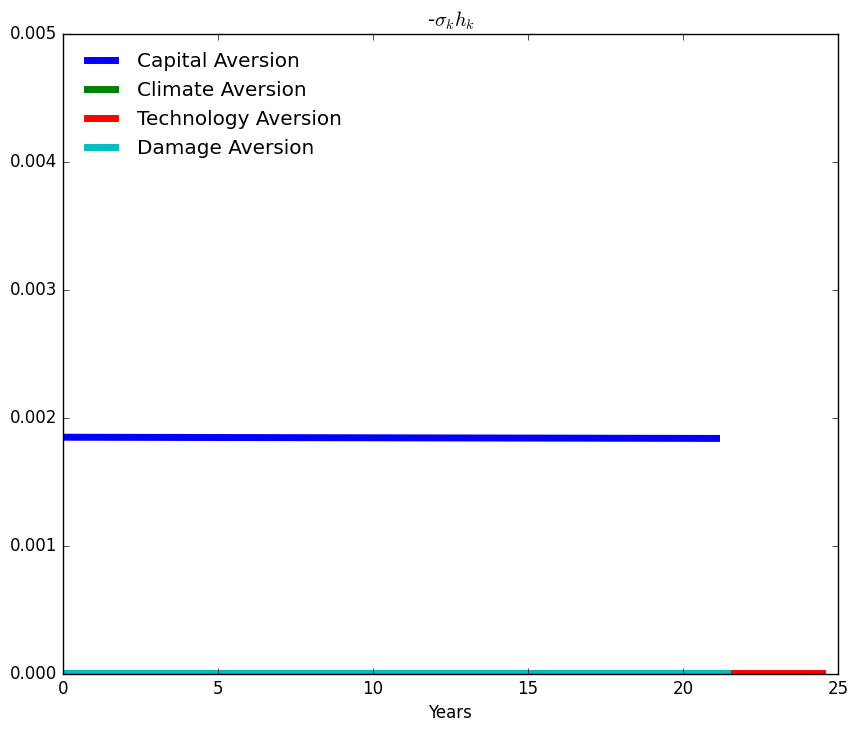 -σₖhₖ
0.005
Capital Aversion
Climate Aversion
Technology Aversion
Damage Aversion
0.004
0.003
0.002
0.001
0.000
0 5 10 15 20 25
Years